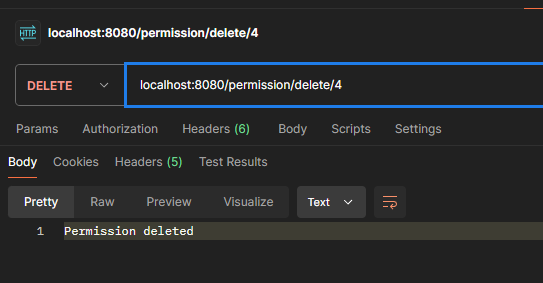 HTTP localhost:8080/permission/delete/4
DELETE localhost:8080/permission/delete/4
Params Authorization Headers (6) Body Scripts Settings
Body Cookies Headers (5) Test Results
Pretty Raw Preview Visualize Text
1 Permission deleted